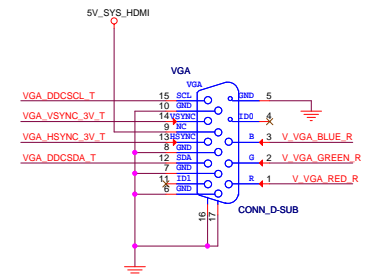 5V_SYS_HDMI
VGA
VGA
VGA_DDCSCL_T 15 SCL GND 5
10 GND
VGA_VSYNC_3V_T 14 VSYNC ID0 4
9 NC
VGA_HSYNC_3V_T 13 HSYNC B 3 V_VGA_BLUE_R
8 GND
VGA_DDCSDA_T 12 SDA G 2 V_VGA_GREEN_R
7 GND
11 ID1 R 1 V_VGA_RED_R
6 GND
16 17
CONN_D-SUB